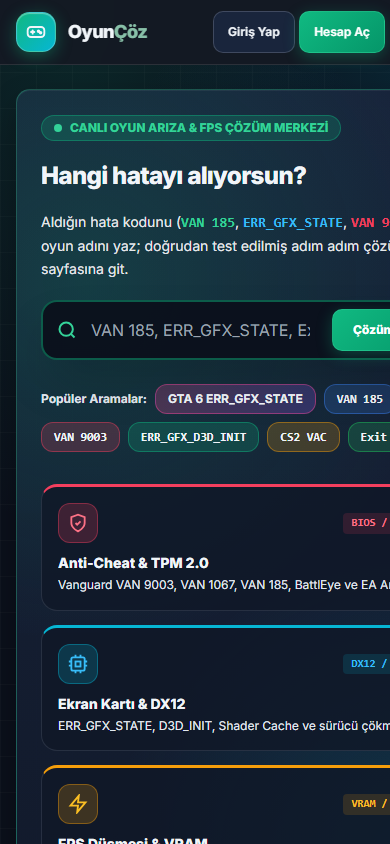 OyunÇöz
Giriş Yap
Hesap Aç
CANLI OYUN ARIZA & FPS ÇÖZÜM MERKEZİ
Hangi hatayı alıyorsun?
Aldığın hata kodunu (VAN 185, ERR_GFX_STATE, VAN 9
oyun adını yaz; doğrudan test edilmiş adım adım çözü
sayfasına git.
VAN 185, ERR_GFX_STATE, Ex
Çözüm
Popüler Aramalar:
GTA 6 ERR_GFX_STATE
VAN 185
VAN 9003
ERR_GFX_D3D_INIT
CS2 VAC
Exit
BIOS /
Anti-Cheat & TPM 2.0
Vanguard VAN 9003, VAN 1067, VAN 185, BattlEye ve EA A
DX12 /
Ekran Kartı & DX12
ERR_GFX_STATE, D3D_INIT, Shader Cache ve sürücü çökm
VRAM /
FPS Düşmesi & VRAM